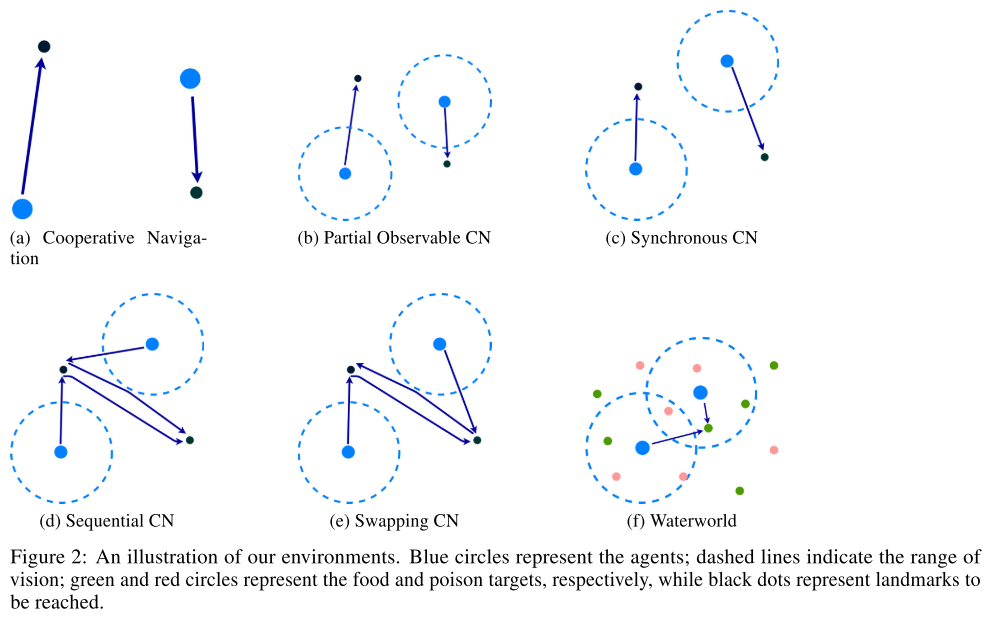 (a) Cooperative Naviga-
tion
(b) Partial Observable CN
(c) Synchronous CN
(d) Sequential CN
(e) Swapping CN
(f) Waterworld
Figure 2: An illustration of our environments. Blue circles represent the agents; dashed lines indicate the range of
vision; green and red circles represent the food and poison targets, respectively, while black dots represent landmarks to
be reached.